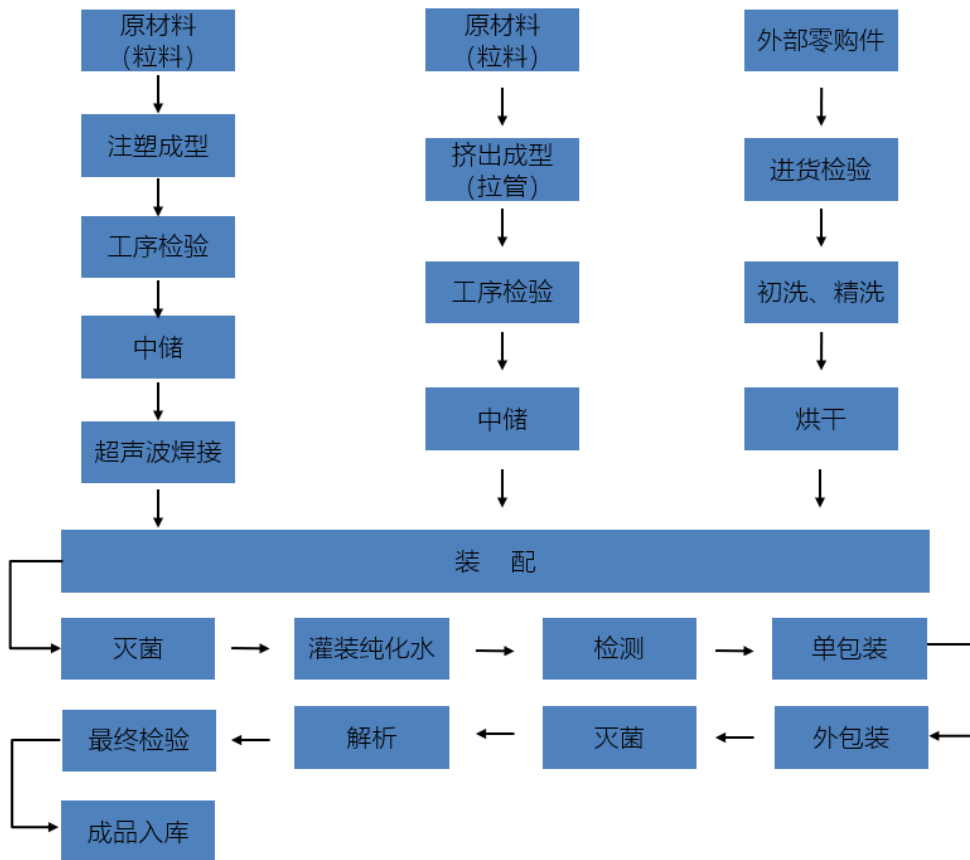 原材料
（粒料）
注塑成型
工序检验
中储
超声波焊接
原材料
（粒料）
挤出成型
（拉管）
工序检验
中储
外部零购件
进货检验
初洗、精洗
烘干
装 配
灭菌
灌装纯化水
检测
单包装
外包装
灭菌
解析
最终检验
成品入库